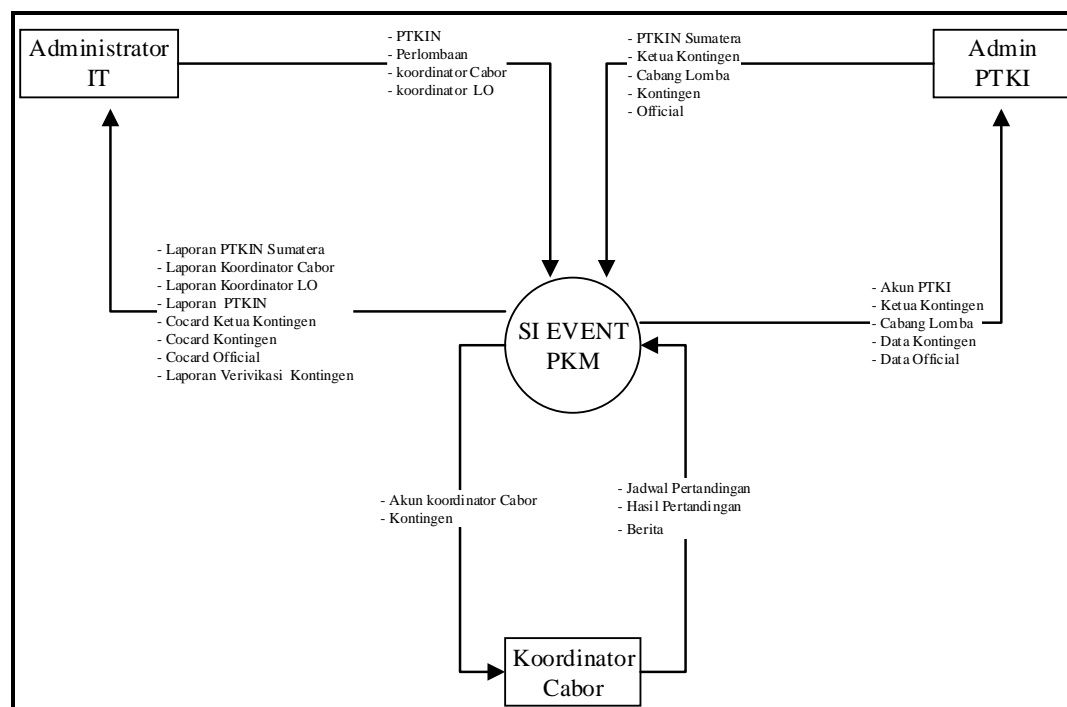 Administrator
IT
- PTKIN
- Perlombaan
- koordinator Cabor
- koordinator LO
- PTKIN Sumatera
- Ketua Kontingen
- Cabang Lomba
- Kontingen
- Official
Admin
PTKI
- Laporan PTKIN Sumatera
- Laporan Koordinator Cabor
- Laporan Koordinator LO
- Laporan PTKIN
- Cocard Ketua Kontingen
- Cocard Kontingen
- Cocard Official
- Laporan Verivikasi Kontingen
SI EVENT
PKM
- Akun PTKI
- Ketua Kontingen
- Cabang Lomba
- Data Kontingen
- Data Official
- Akun koordinator Cabor
- Kontingen
- Jadwal Pertandingan
- Hasil Pertandingan
- Berita
Koordinator
Cabor